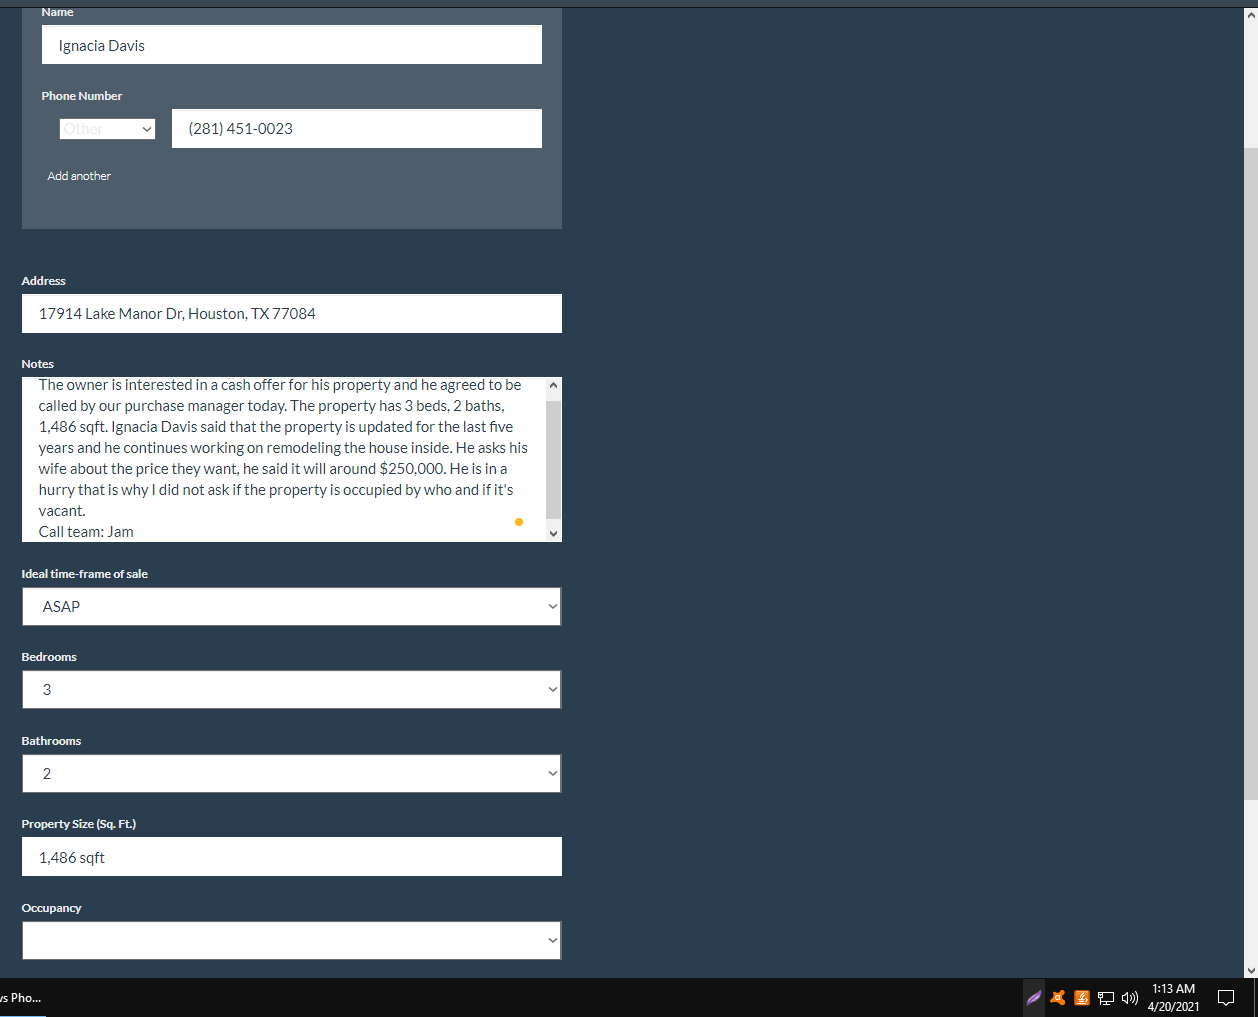 Name
Ignacia Davis
Phone Number
Other
(281) 451-0023
Add another
Address
17914 Lake Manor Dr, Houston, TX 77084
Notes
The owner is interested in a cash offer for his property and he agreed to be
called by our purchase manager today. The property has 3 beds, 2 baths,
1,486 sqft. Ignacia Davis said that the property is updated for the last five
years and he continues working on remodeling the house inside. He asks his
wife about the price they want, he said it will around $250,000. He is in a
hurry that is why I did not ask if the property is occupied by who and if it's
vacant.
Call team: Jam
Ideal time-frame of sale
ASAP
Bedrooms
3
Bathrooms
2
Property Size (Sq. Ft.)
1,486 sqft
Occupancy
vs Pho...
1:13 AM
4/20/2021